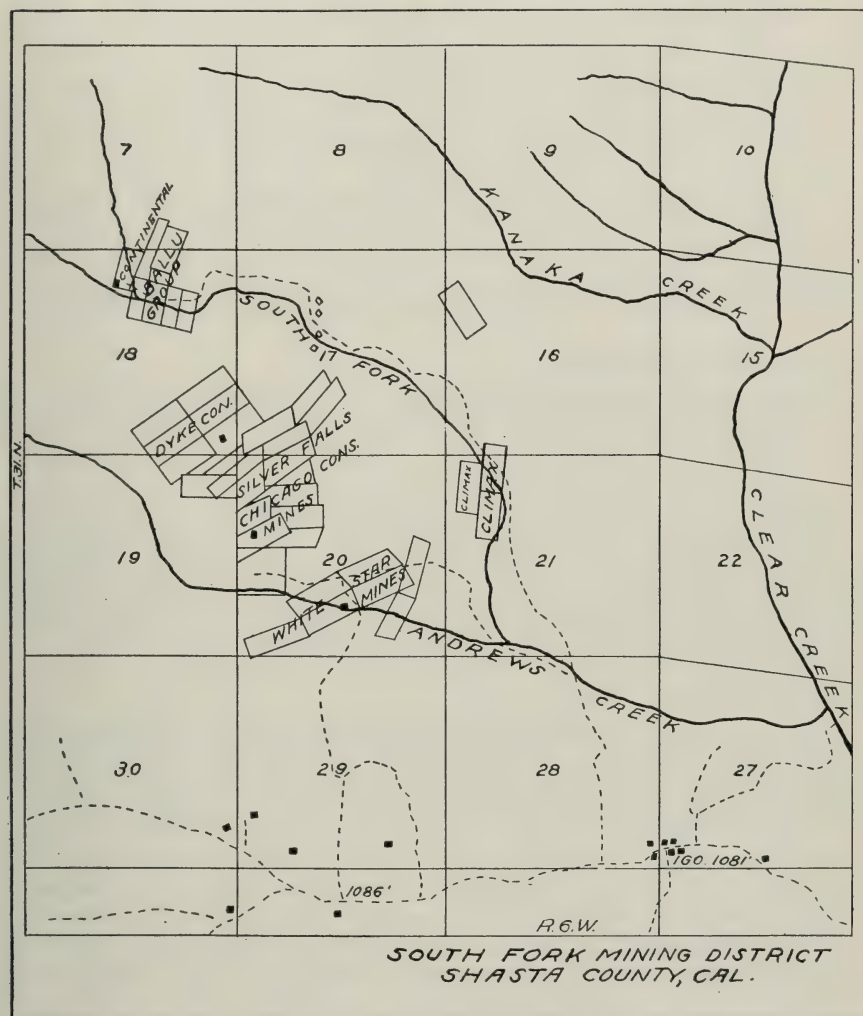 7
8
9
10
CONTINENTAL
BALLU
GROUP
KANAKA
CREEK
SOUTH
FORK
18
17
16
15
DYKE CON.
SILVER FALLS
CHICAGO CONS.
MINES
CLIMAX
CLIMAX
T.31.N.
19
20
21
22
CLEAR CREEK
WHITE STAR
MINES
ANDREWS
CREEK
30
29
28
27
IGO. 1081'
1086'
R.6.W.
SOUTH FORK MINING DISTRICT
SHASTA COUNTY, CAL.